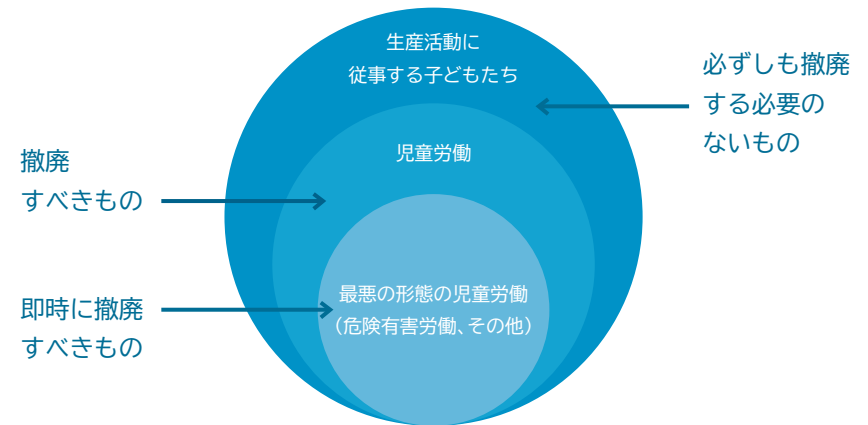 生産活動に
従事する子どもたち
必ずしも撤廃
する必要の
ないもの
児童労働
撤廃
すべきもの
最悪の形態の児童労働
（危険有害労働、その他）
即時に撤廃
すべきもの